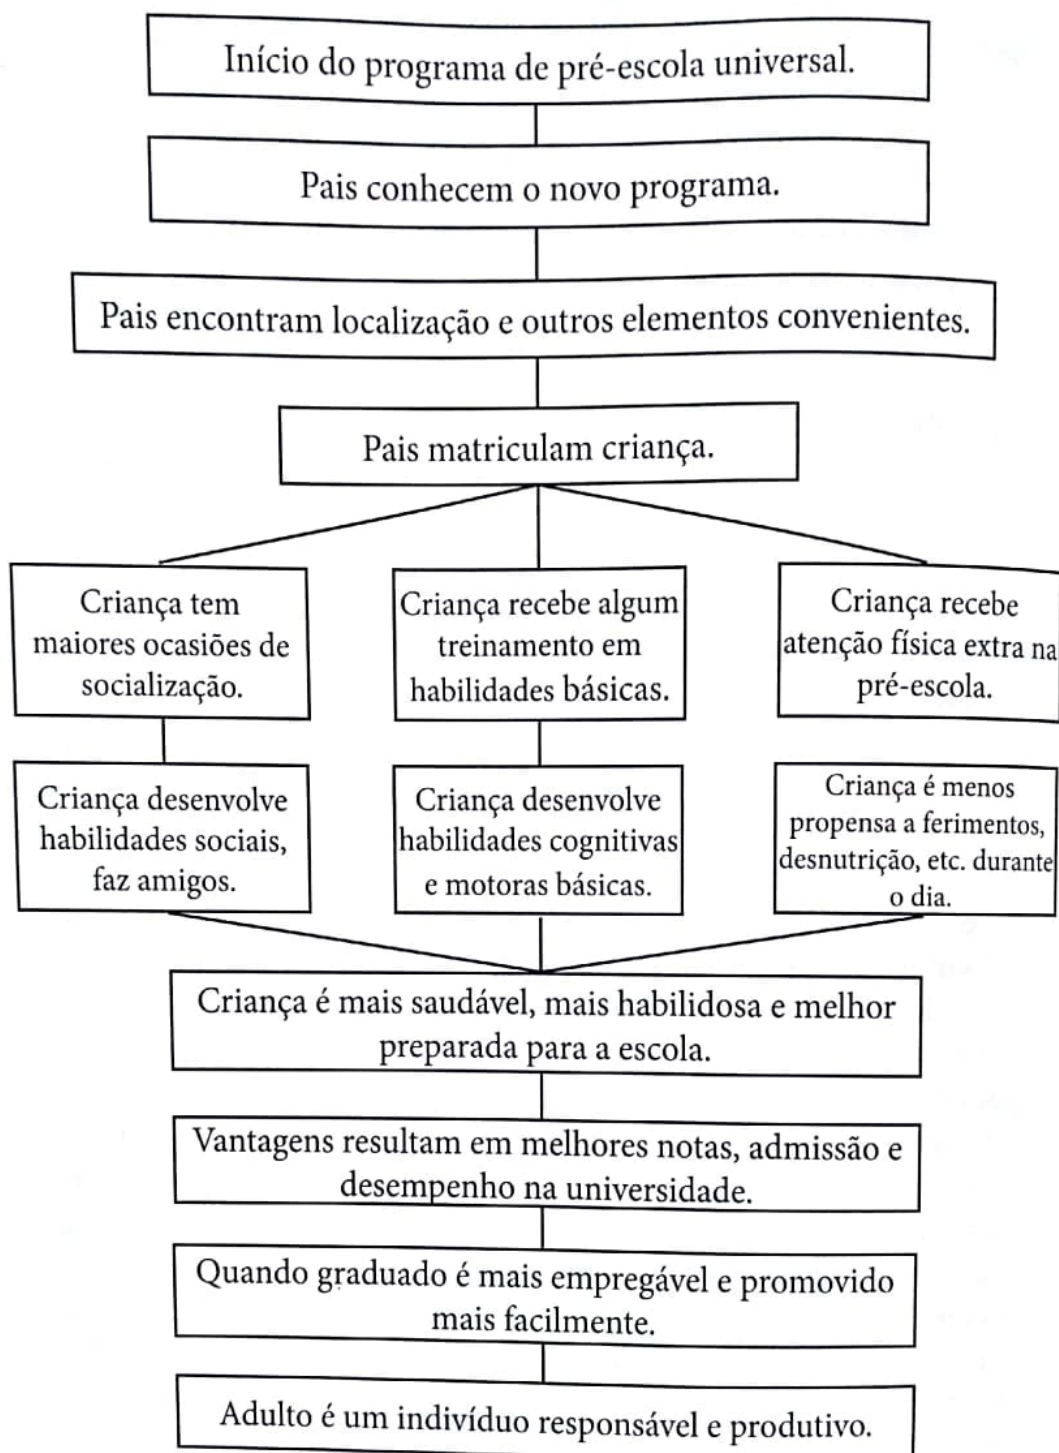 Início do programa de pré-escola universal.
Pais conhecem o novo programa.
Pais encontram localização e outros elementos convenientes.
Pais matriculam criança.
Criança tem
maiores ocasiões de
socialização.
Criança recebe algum
treinamento em
habilidades básicas.
Criança recebe
atenção física extra na
pré-escola.
Criança desenvolve
habilidades sociais,
faz amigos.
Criança desenvolve
habilidades cognitivas
e motoras básicas.
Criança é menos
propensa a ferimentos,
desnutrição, etc. durante
o dia.
Criança é mais saudável, mais habilidosa e melhor
preparada para a escola.
Vantagens resultam em melhores notas, admissão e
desempenho na universidade.
Quando graduado é mais empregável e promovido
mais facilmente.
Adulto é um indivíduo responsável e produtivo.